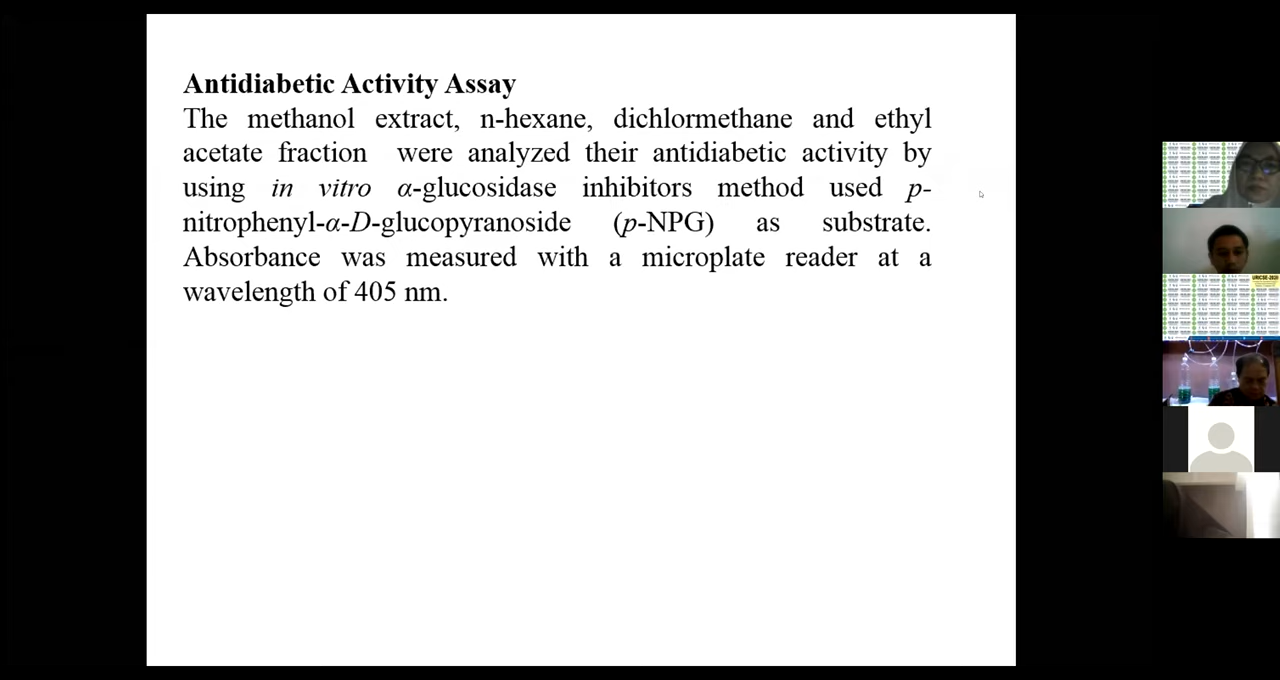 Antidiabetic Activity Assay
The methanol extract, n-hexane, dichlormethane and ethyl
acetate fraction were analyzed their antidiabetic activity by
using in vitro α-glucosidase inhibitors method used p-
nitrophenyl-α-D-glucopyranoside (p-NPG) as substrate.
Absorbance was measured with a microplate reader at a
wavelength of 405 nm.